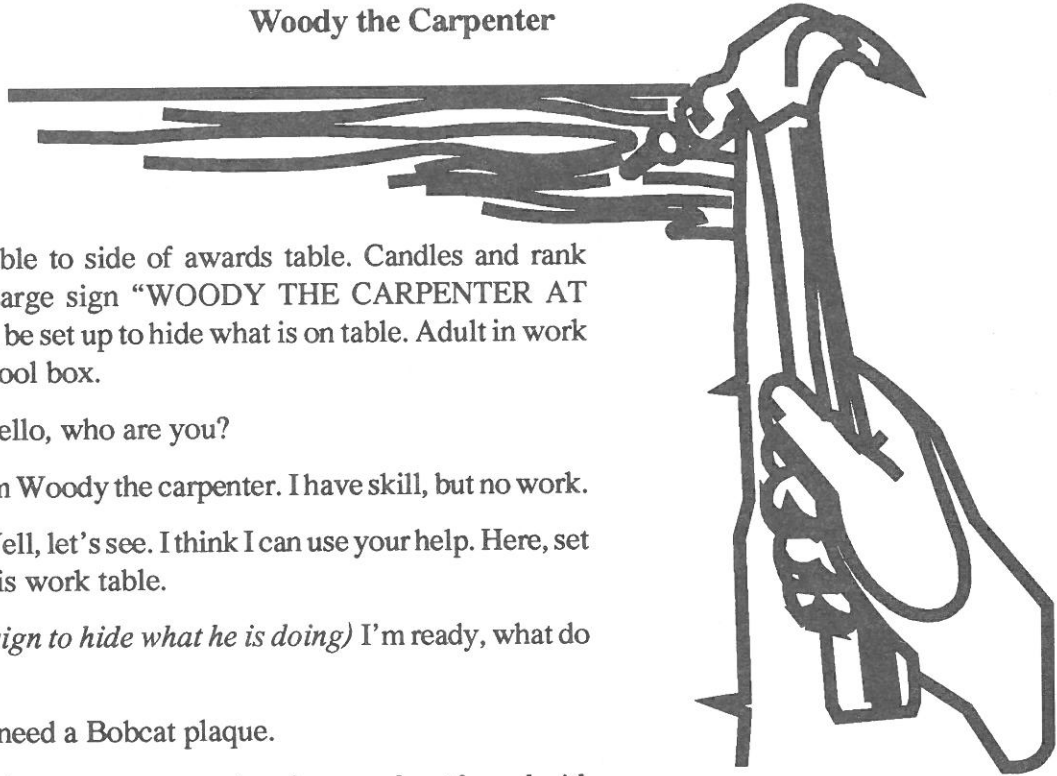 Woody the Carpenter
ble to side of awards table. Candles and rank
arge sign “WOODY THE CARPENTER AT
be set up to hide what is on table. Adult in work
ool box.
ello, who are you?
m Woody the carpenter. I have skill, but no work.
ell, let's see. I think I can use your help. Here, set
is work table.
ign to hide what he is doing) I'm ready, what do
need a Bobcat plaque.